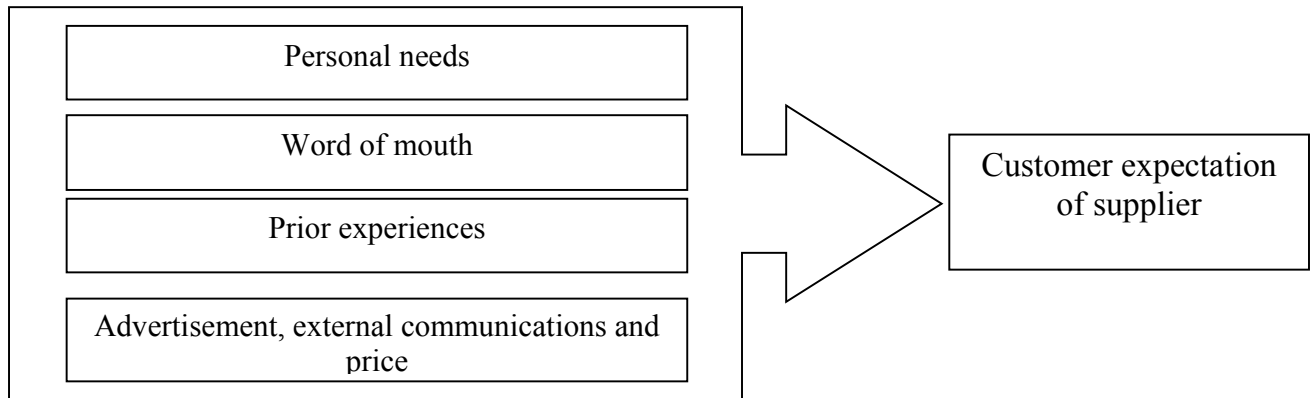 Personal needs
Word of mouth
Prior experiences
Advertisement, external communications and
price
Customer expectation
of supplier